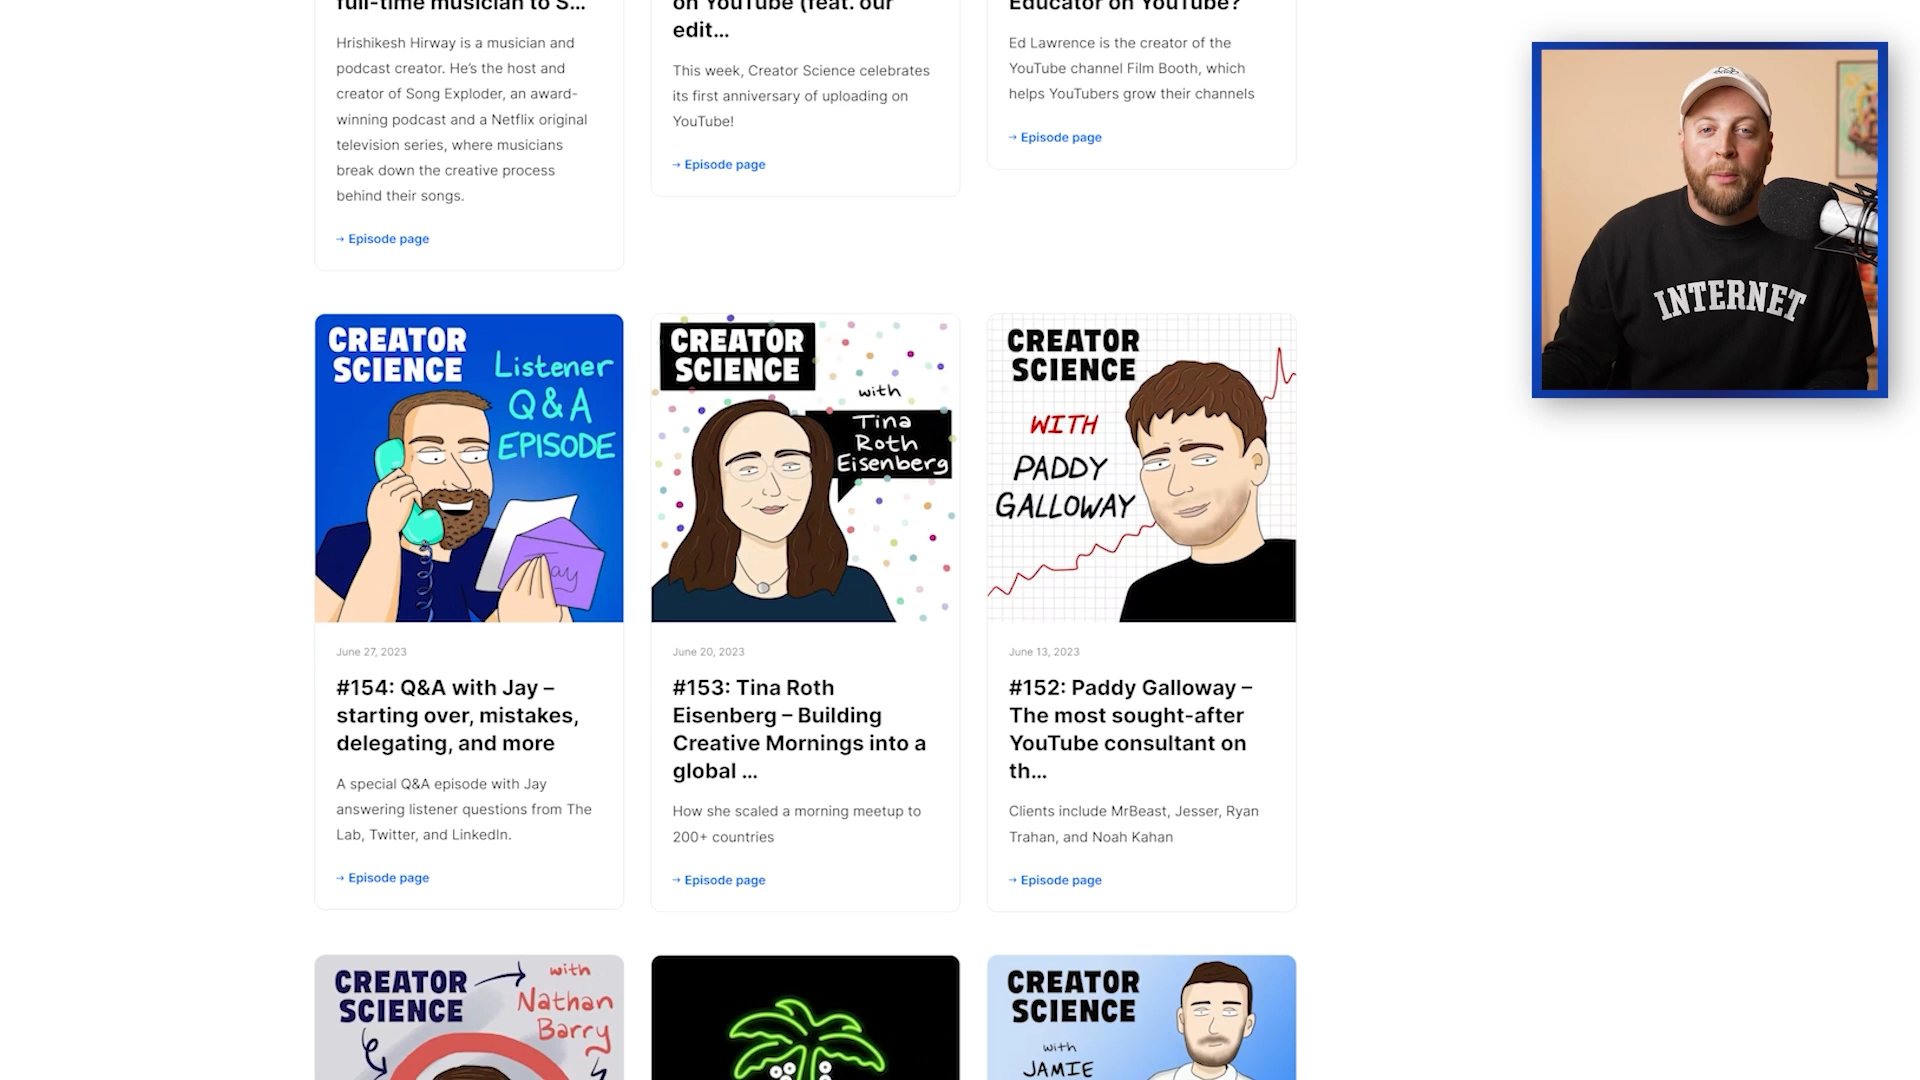 full-time musician to S...
Hrishikesh Hirway is a musician and
podcast creator. He's the host and
creator of Song Exploder, an award-
winning podcast and a Netflix original
television series, where musicians
break down the creative process
behind their songs.
→ Episode page
on YouTube (feat. our
edit...
This week, Creator Science celebrates
its first anniversary of uploading on
YouTube!
→ Episode page
Educator on YouTube?
Ed Lawrence is the creator of the
YouTube channel Film Booth, which
helps YouTubers grow their channels
→ Episode page
INTERNET
CREATOR
SCIENCE
Listener
Q&A
EPISODE
June 27, 2023
#154: Q&A with Jay –
starting over, mistakes,
delegating, and more
A special Q&A episode with Jay
answering listener questions from The
Lab, Twitter, and LinkedIn.
→ Episode page
CREATOR
SCIENCE
with
Tina
Roth
Eisenberg
June 20, 2023
#153: Tina Roth
Eisenberg – Building
Creative Mornings into a
global ...
How she scaled a morning meetup to
200+ countries
→ Episode page
CREATOR
SCIENCE
WITH
PADDY
GALLOWAY
June 13, 2023
#152: Paddy Galloway –
The most sought-after
YouTube consultant on
th...
Clients include MrBeast, Jesser, Ryan
Trahan, and Noah Kahan
→ Episode page
CREATOR
SCIENCE
with
Nathan
Barry
CREATOR
SCIENCE
with
JAMIE